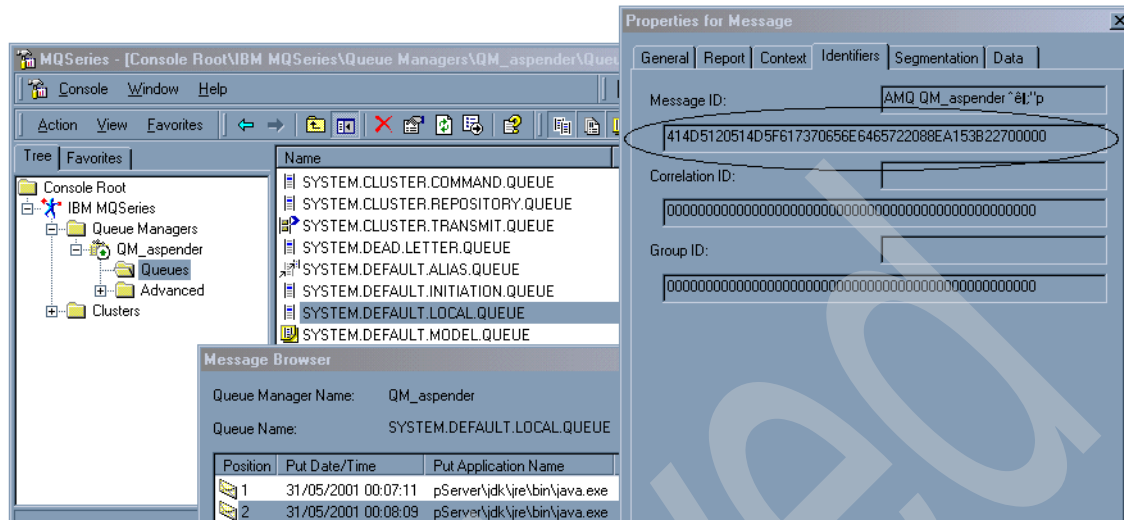 Properties for Message
MQSeries - [Console Root\IBM MQSeries\Queue Managers\QM_aspender\Queu
General Report Context Identifiers Segmentation Data
Console Window Help
Message ID: AMQ QM_aspender
414D5120514D5F617370656E6465722088EA153B22700000
Action View Favorites
Tree Favorites
Name
Correlation ID:
000000000000000000000000000000000000000000000000
Group ID:
000000000000000000000000000000000000000000000000
Console Root
IBM MQSeries
Queue Managers
QM_aspender
Queues
Advanced
Clusters
SYSTEM.CLUSTER.COMMAND.QUEUE
SYSTEM.CLUSTER.REPOSITORY.QUEUE
SYSTEM.CLUSTER.TRANSMIT.QUEUE
SYSTEM.DEAD.LETTER.QUEUE
SYSTEM.DEFAULT.ALIAS.QUEUE
SYSTEM.DEFAULT.INITIATION.QUEUE
SYSTEM.DEFAULT.LOCAL.QUEUE
SYSTEM.DEFAULT.MODEL.QUEUE
Message Browser
Queue Manager Name: QM_aspender
Queue Name: SYSTEM.DEFAULT.LOCAL.QUEUE
Position Put Date/Time Put Application Name
1 31/05/2001 00:07:11 pServer\jdk\jre\bin\java.exe
2 31/05/2001 00:08:09 pServer\jdk\jre\bin\java.exe